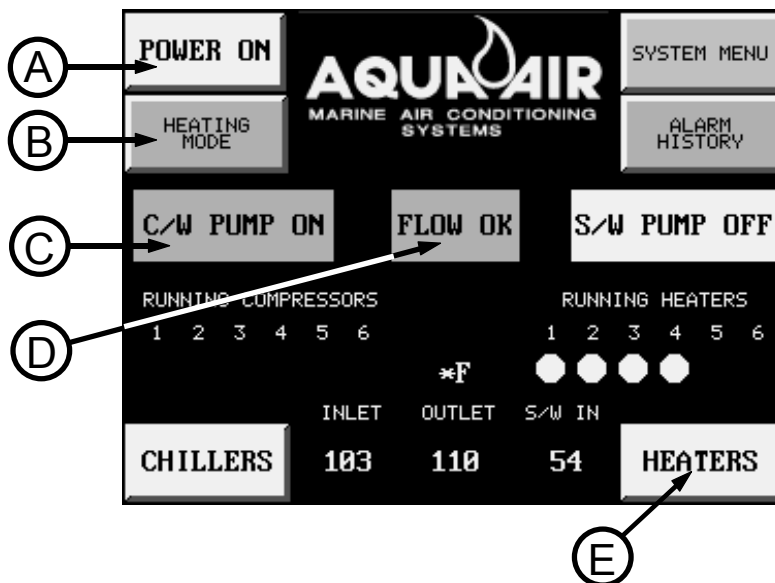 A
POWER ON
AQUA AIR
MARINE AIR CONDITIONING
SYSTEMS
SYSTEM MENU
B
HEATING
MODE
ALARM
HISTORY
C
C/W PUMP ON
FLOW OK
S/W PUMP OFF
D
RUNNING COMPRESSORS
1 2 3 4 5 6
RUNNING HEATERS
1 2 3 4 5 6
*F
INLET OUTLET S/W IN
CHILLERS 103 110 54 HEATERS
E